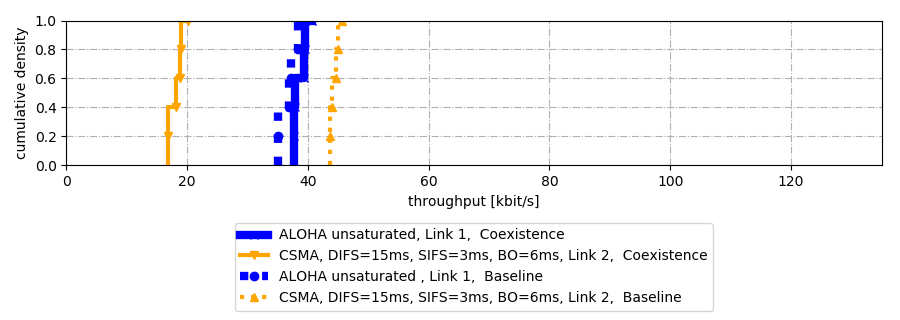 1.0
0.8
0.6
0.4
0.2
0.0
cumulative density
0 20 40 60 80 100 120
throughput [kbit/s]
ALOHA unsaturated, Link 1,  Coexistence
CSMA, DIFS=15ms, SIFS=3ms, BO=6ms, Link 2,  Coexistence
ALOHA unsaturated , Link 1,  Baseline
CSMA, DIFS=15ms, SIFS=3ms, BO=6ms, Link 2,  Baseline